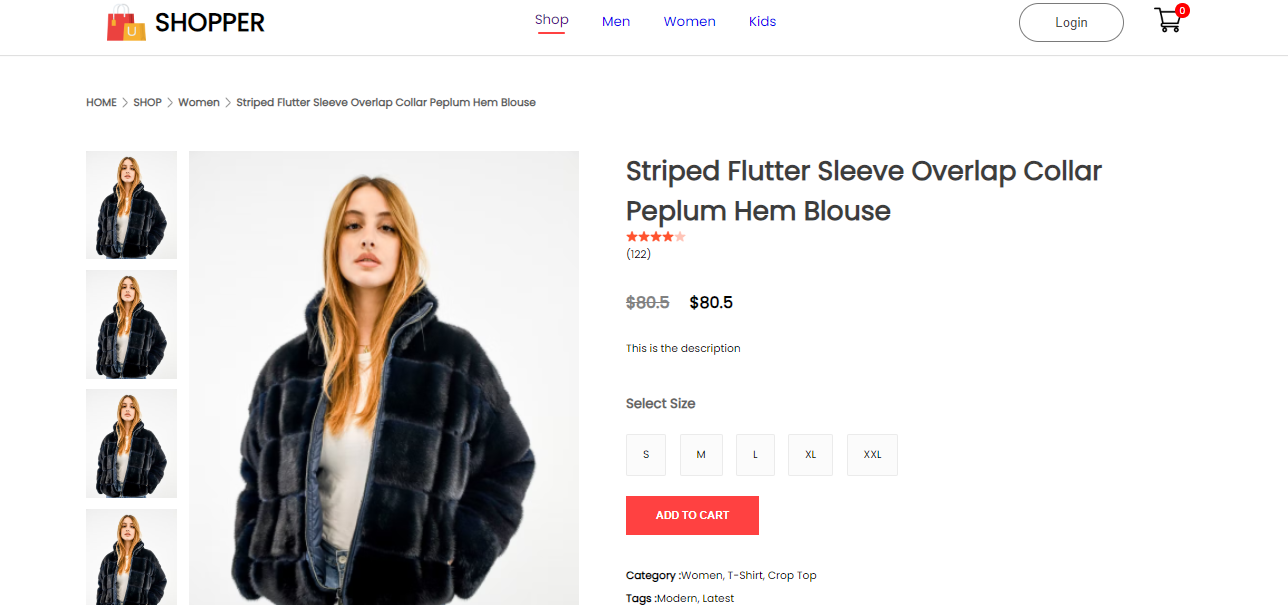 SHOPPER
Shop
Men
Women
Kids
Login
0
HOME
SHOP
Women
Striped Flutter Sleeve Overlap Collar Peplum Hem Blouse
Striped Flutter Sleeve Overlap Collar
Peplum Hem Blouse
(122)
$80.5 $80.5
This is the description
Select Size
S
M
L
XL
XXL
ADD TO CART
Category :Women, T-Shirt, Crop Top
Tags :Modern, Latest